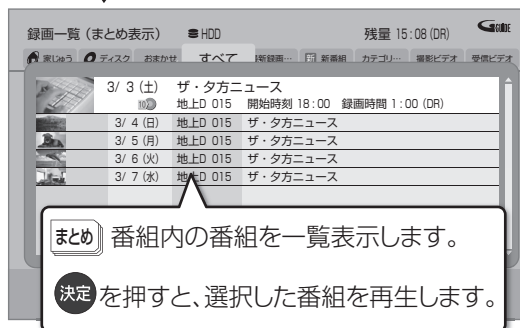 録画一覧 (まとめ表示) HDD 残量 15:08 (DR) G-GUIDE
家じゅう ディスク おまかせ すべて 最新録画… 新番組 カテゴリ… 撮影ビデオ 受信ビデオ
3/ 3 (土) ザ・夕方ニュース
地上D 015 開始時刻 18:00 録画時間 1:00 (DR)
3/ 4 (日) 地上D 015 ザ・夕方ニュース
3/ 5 (月) 地上D 015 ザ・夕方ニュース
3/ 6 (火) 地上D 015 ザ・夕方ニュース
3/ 7 (水) 地上D 015 ザ・夕方ニュース
まとめ 番組内の番組を一覧表示します。
決定 を押すと、選択した番組を再生します。